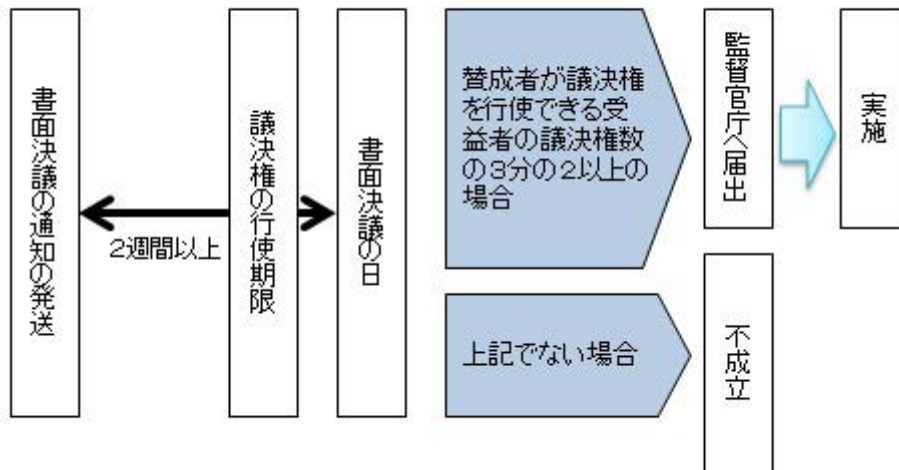 書面決議の通知の発送
2週間以上
議決権の行使期限
書面決議の日
賛成者が議決権
を行使できる受
益者の議決権数
の3分の2以上の
場合
監督官庁へ届出
実施
上記でない場合
不成立